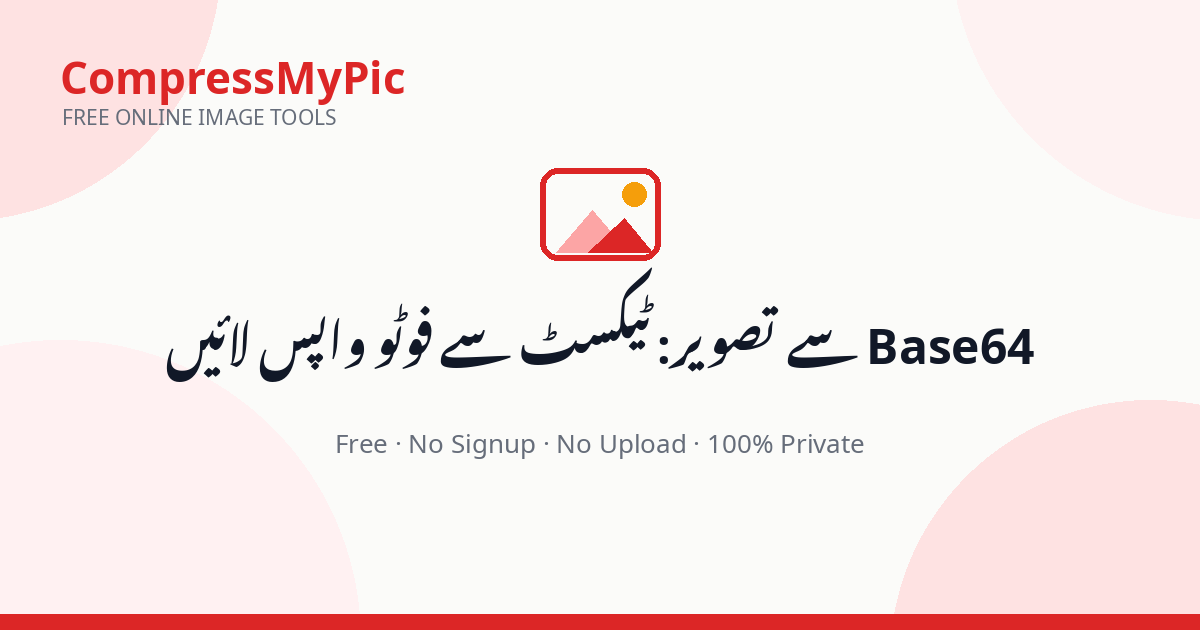 CompressMyPic
FREE ONLINE IMAGE TOOLS
Base64 سے تصویر: ٹیکسٹ سے فوٹو واپس لائیں
Free · No Signup · No Upload · 100% Private